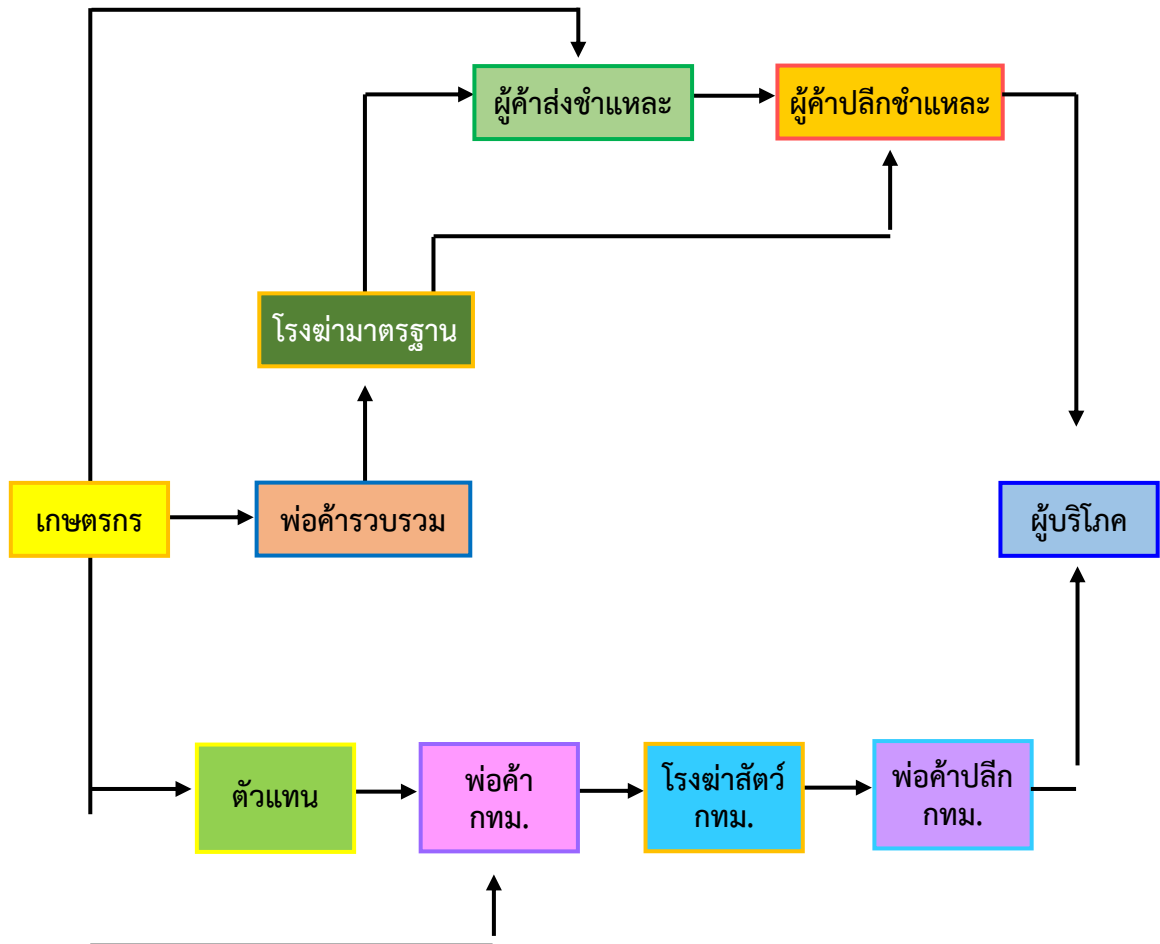 ผู้ค้าส่งชำแหละ
ผู้ค้าปลีกชำแหละ
โรงฆ่ามาตรฐาน
เกษตรกร
พ่อค้ารวบรวม
ผู้บริโภค
ตัวแทน
พ่อค้า
กทม.
โรงฆ่าสัตว์
กทม.
พ่อค้าปลีก
กทม.